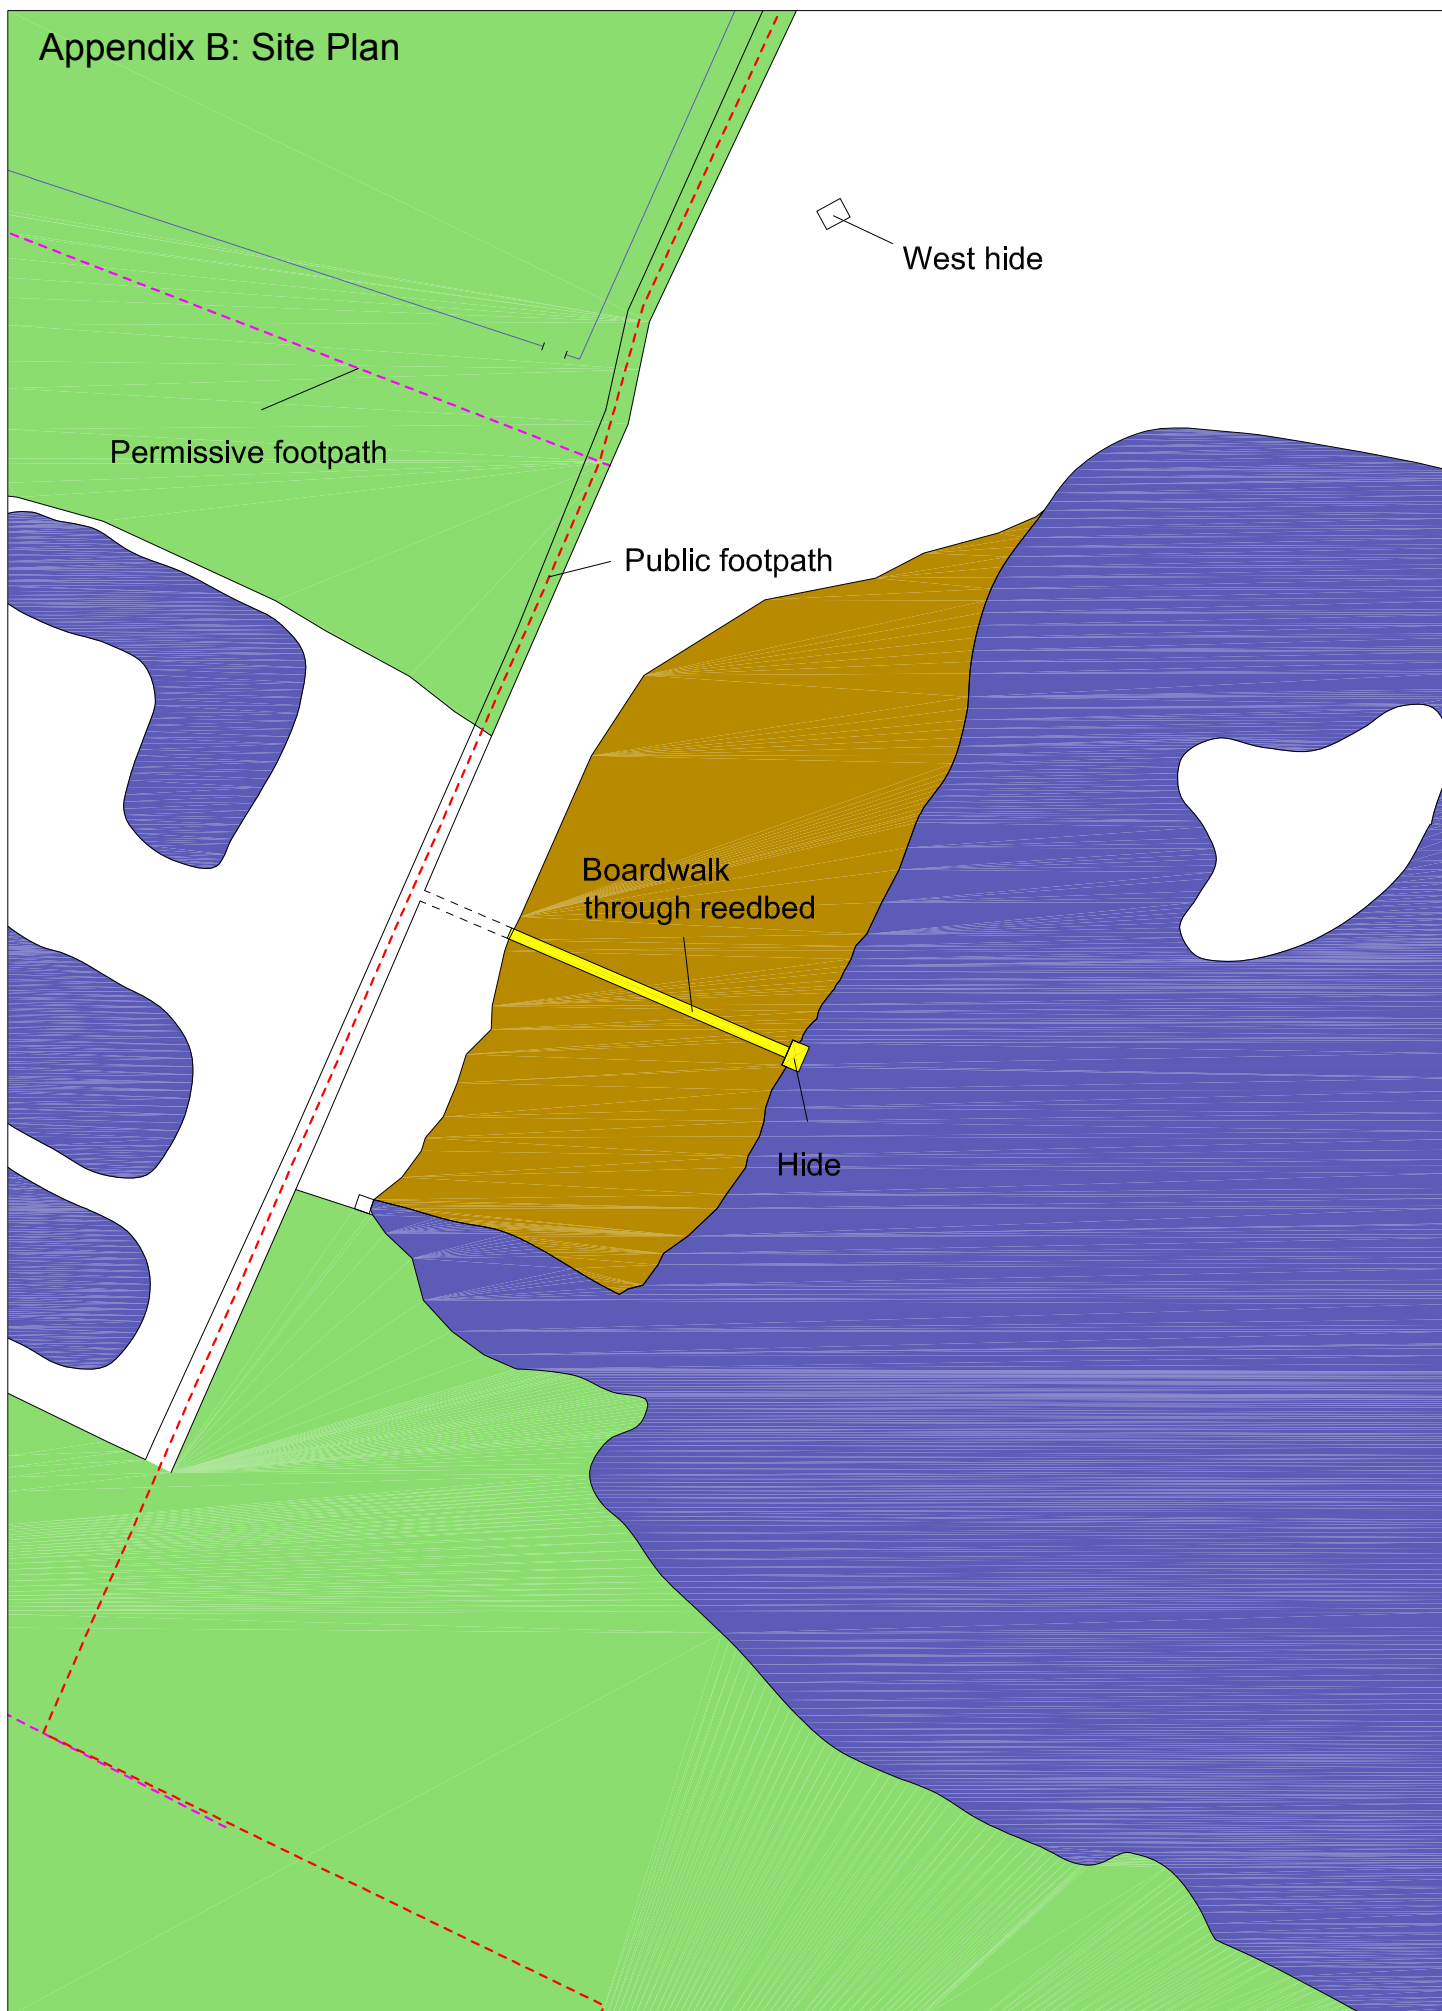 Appendix B: Site Plan
West hide
Permissive footpath
Public footpath
Boardwalk
through reedbed
Hide